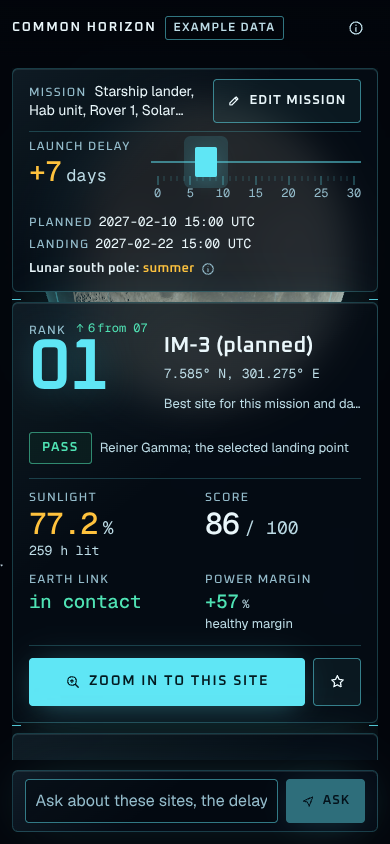 COMMON HORIZON EXAMPLE DATA
MISSION Starship lander,
Hab unit, Rover 1, Solar…
EDIT MISSION
LAUNCH DELAY
+7 days
0 5 10 15 20 25 30
PLANNED 2027-02-10 15:00 UTC
LANDING 2027-02-22 15:00 UTC
Lunar south pole: summer
RANK ↑ 6 from 07
01
IM-3 (planned)
7.585° N, 301.275° E
Best site for this mission and da…
PASS Reiner Gamma; the selected landing point
SUNLIGHT
77.2 %
259 h lit
SCORE
86 / 100
EARTH LINK
in contact
POWER MARGIN
+57 %
healthy margin
ZOOM IN TO THIS SITE
Ask about these sites, the delay
ASK